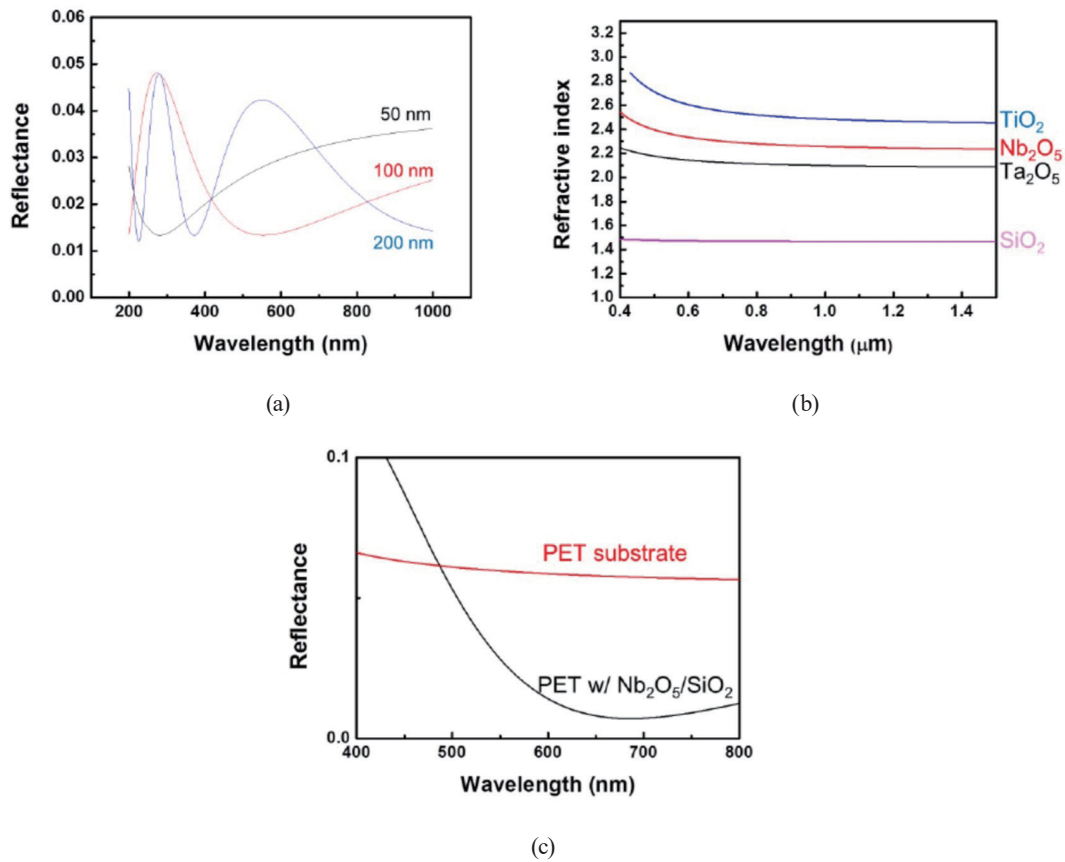 0.06
0.05
0.04
0.03
0.02
0.01
0.00
200 400 600 800 1000
Reflectance
Wavelength (nm)
50 nm
100 nm
200 nm
(a)
3.2
3.0
2.8
2.6
2.4
2.2
2.0
1.8
1.6
1.4
1.2
1.0
0.4 0.6 0.8 1.0 1.2 1.4
Refractive index
Wavelength (μm)
TiO₂
Nb₂O₅
Ta₂O₅
SiO₂
(b)
0.1
0.0
400 500 600 700 800
Reflectance
Wavelength (nm)
PET substrate
PET w/ Nb₂O₅/SiO₂
(c)